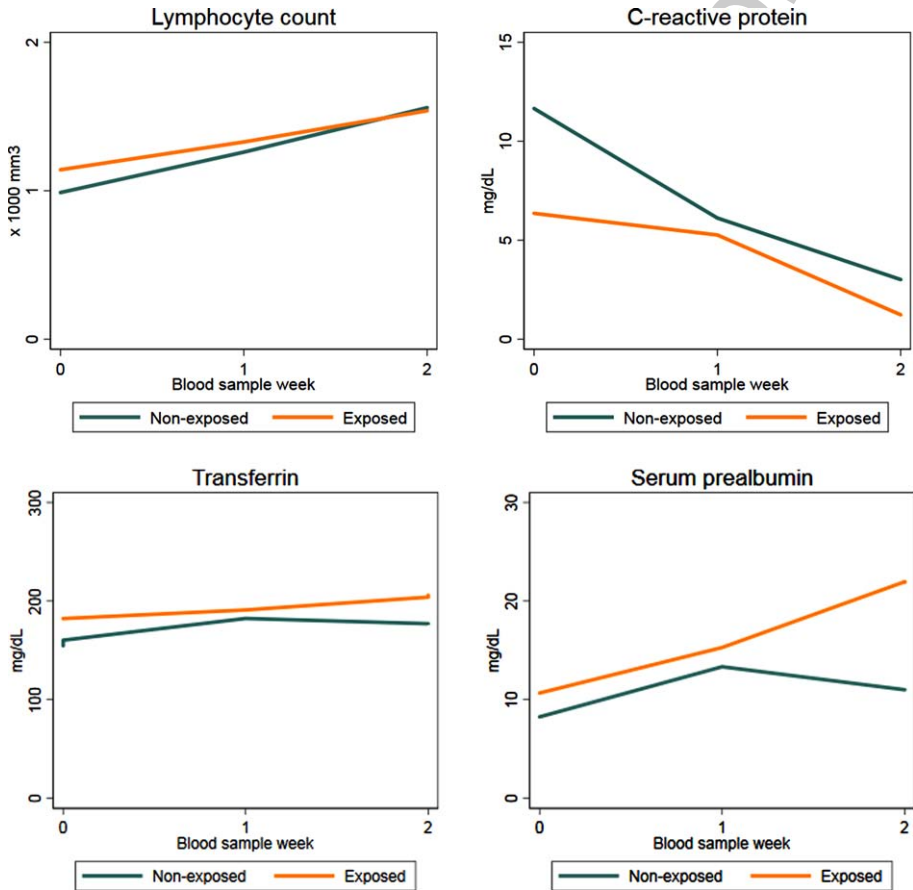 Lymphocyte count
2
1
0
x 1000 mm3
0 1 2
Blood sample week
Non-exposed Exposed
C-reactive protein
15
10
5
0
mg/dL
0 1 2
Blood sample week
Non-exposed Exposed
Transferrin
300
200
100
0
mg/dL
0 1 2
Blood sample week
Non-exposed Exposed
Serum prealbumin
30
20
10
0
mg/dL
0 1 2
Blood sample week
Non-exposed Exposed